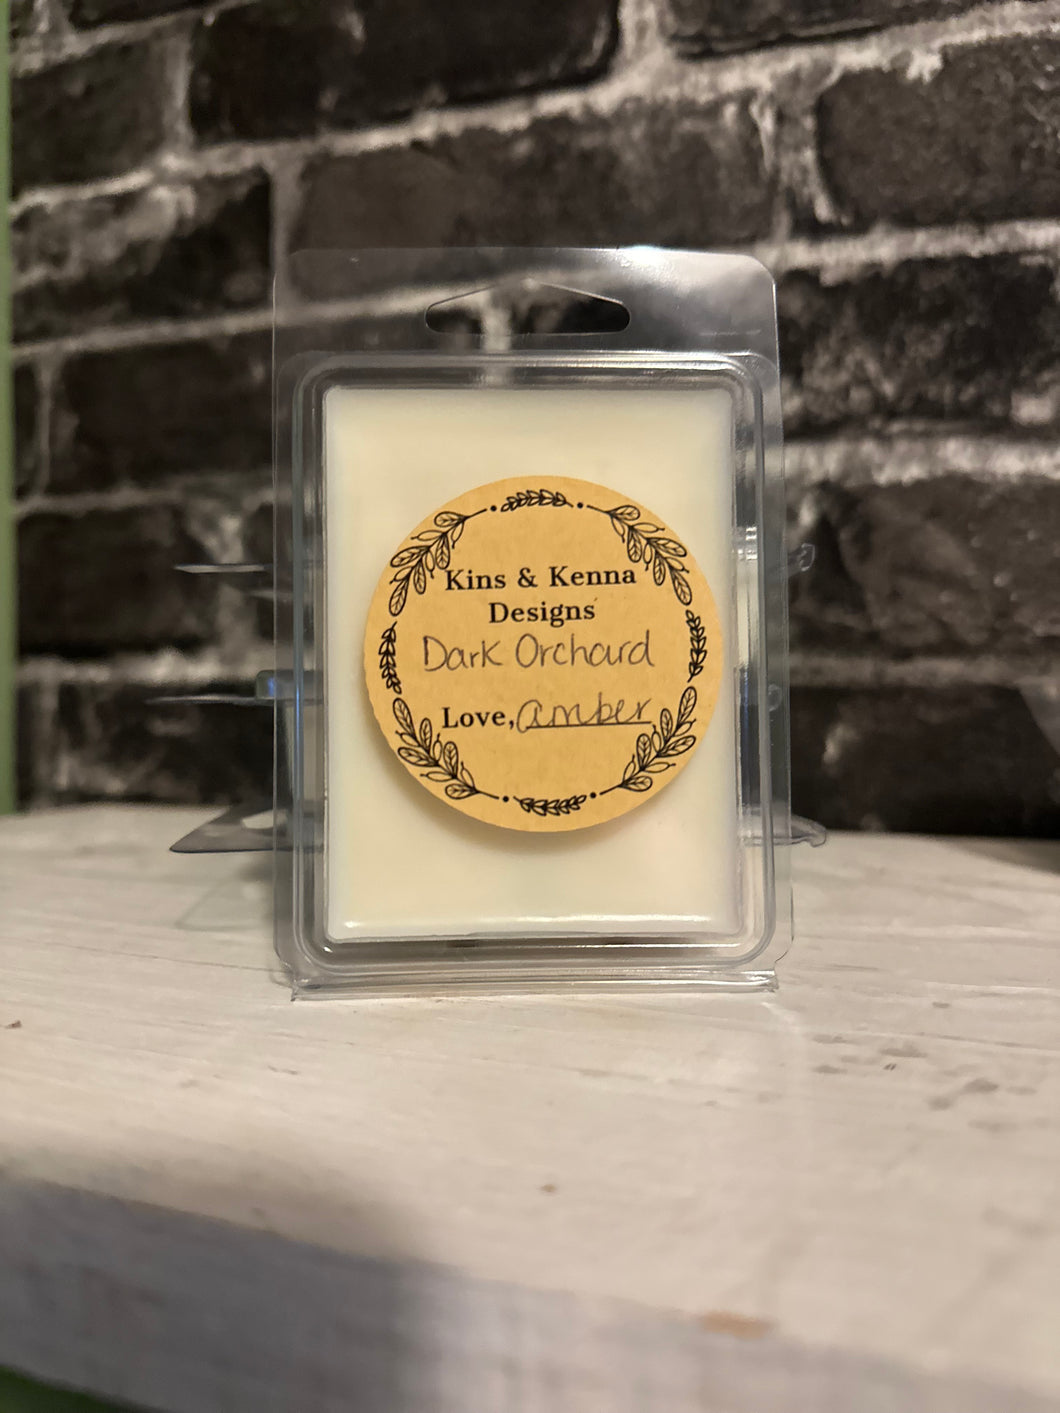 Kins & Kenna
Designs
Dark Orchard
Love, amber